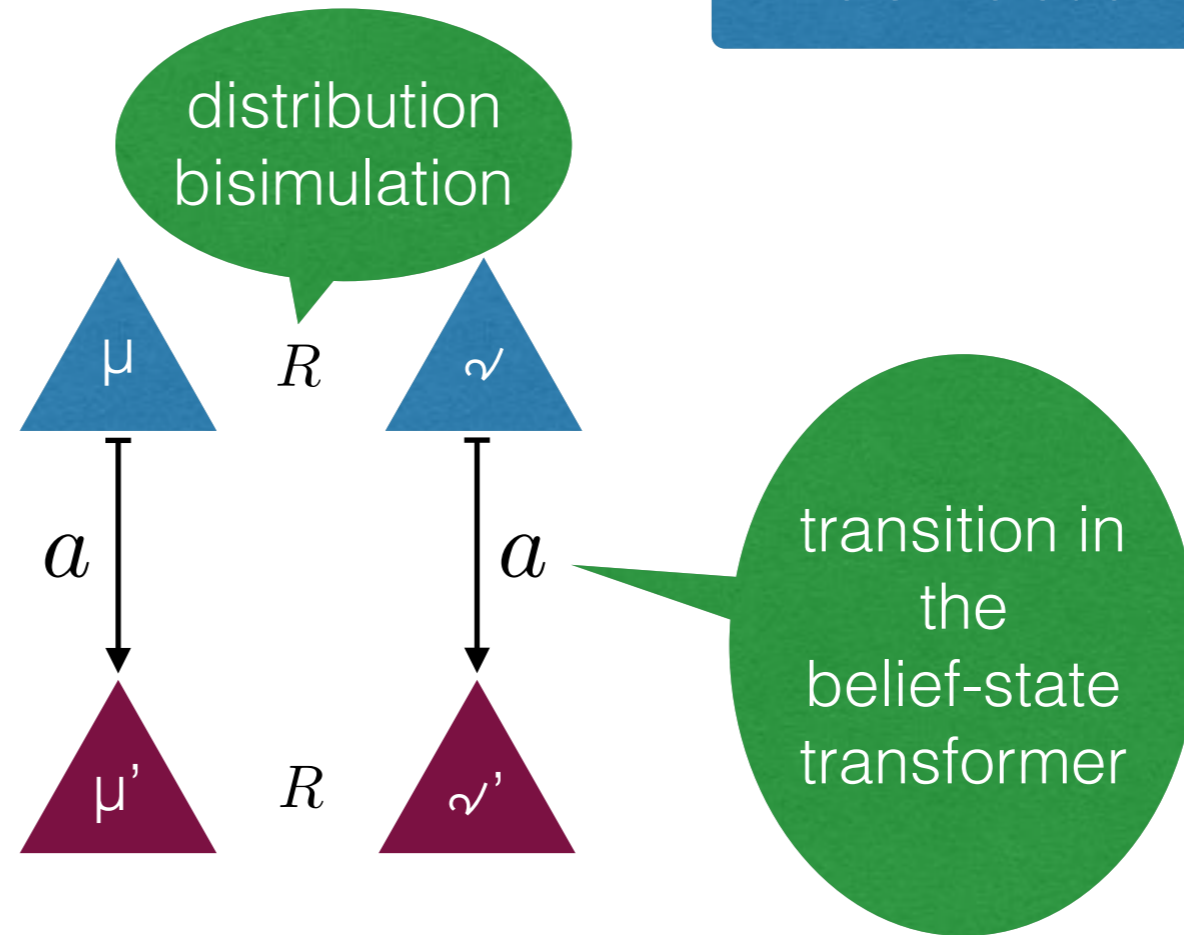 distribution
bisimulation
μ R ν
a a
transition in
the
belief-state
transformer
μ’ R ν’